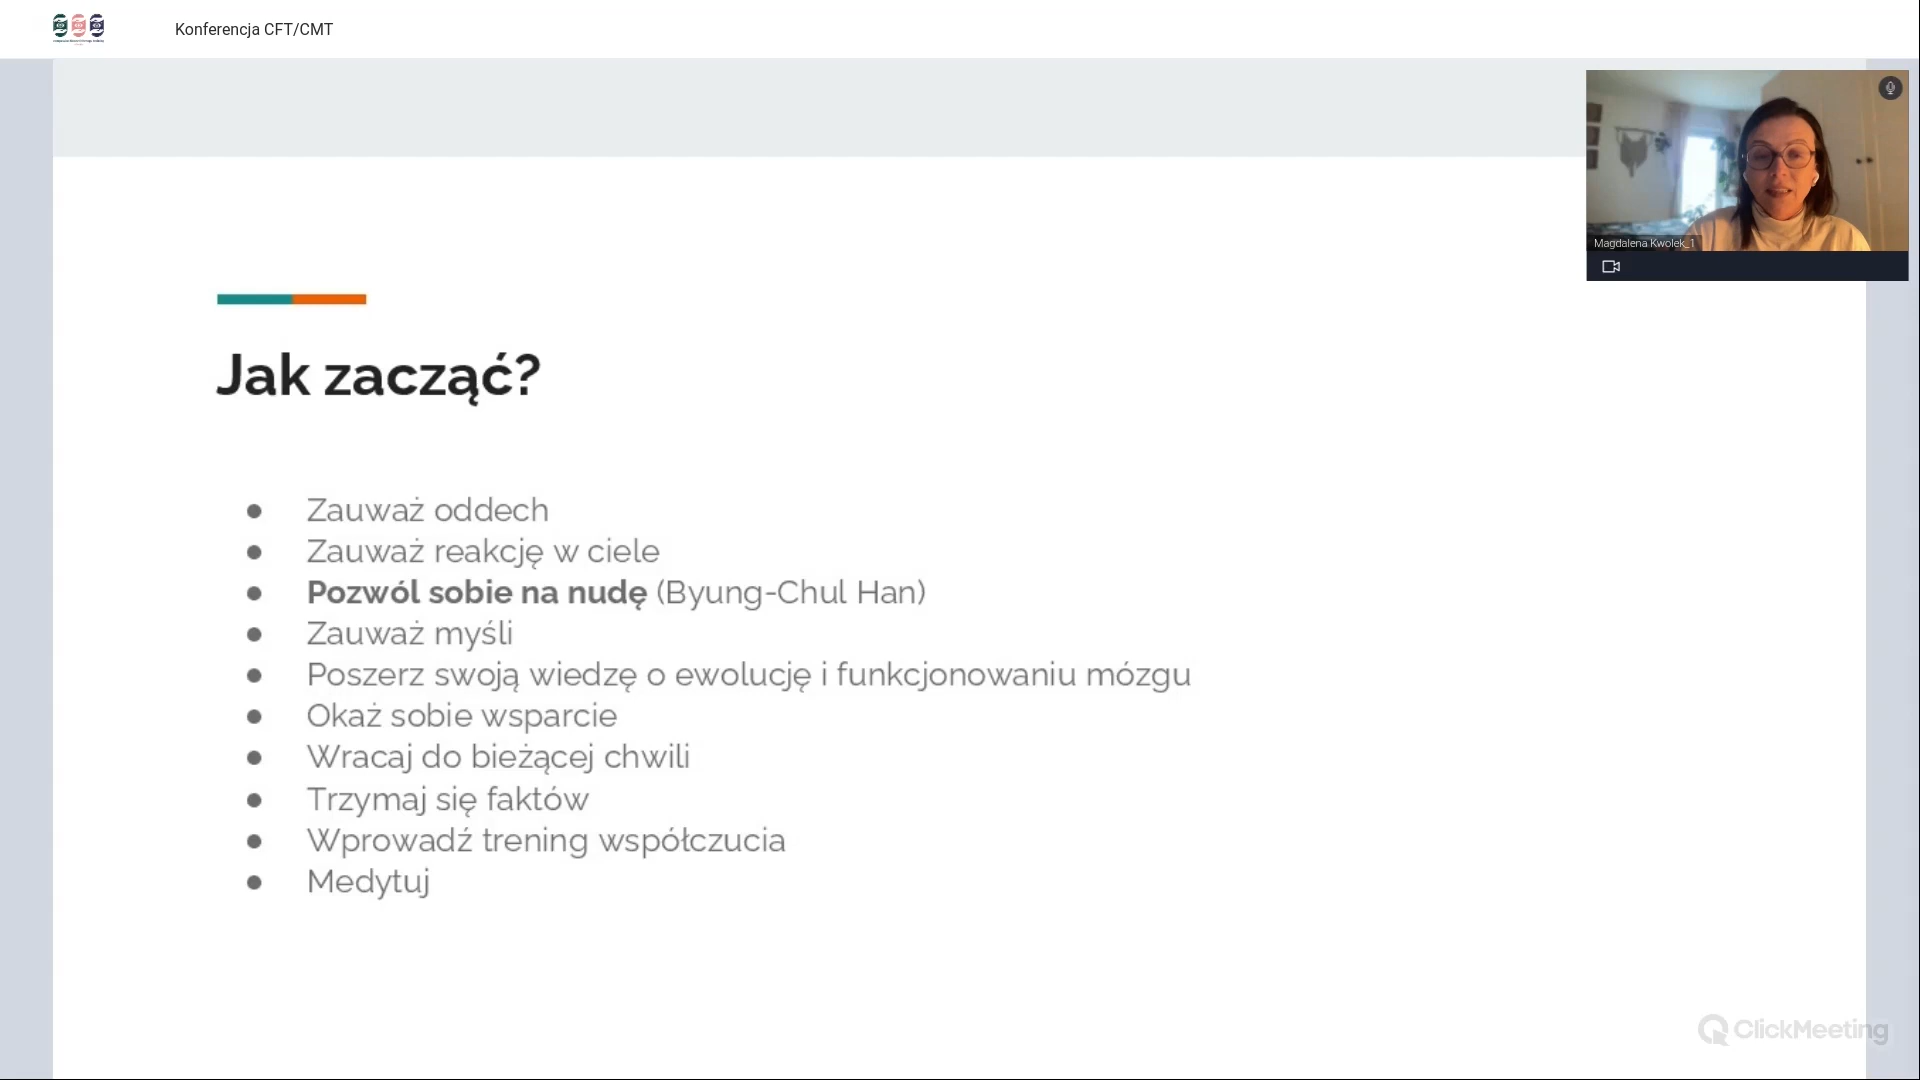 Konferencja CFT/CMT
Magdalena Kwolek_1
Jak zacząć?
● Zauważ oddech
● Zauważ reakcję w ciele
● Pozwól sobie na nudę (Byung-Chul Han)
● Zauważ myśli
● Poszerz swoją wiedzę o ewolucję i funkcjonowaniu mózgu
● Okaż sobie wsparcie
● Wracaj do bieżącej chwili
● Trzymaj się faktów
● Wprowadź trening współczucia
● Medytuj
ClickMeeting